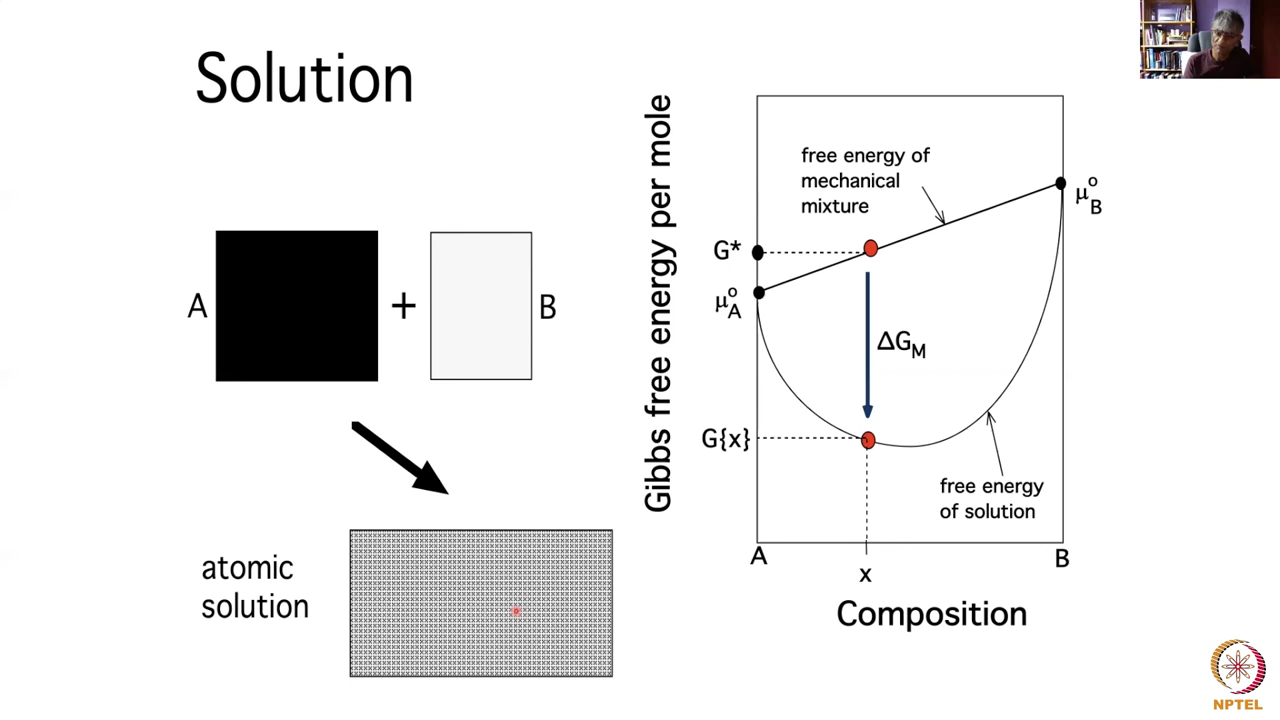 Solution
A
+
B
atomic
solution
Gibbs free energy per mole
free energy of
mechanical
mixture
μ°B
G*
μ°A
ΔGM
G{x}
free energy
of solution
A
x
B
Composition
NPTEL